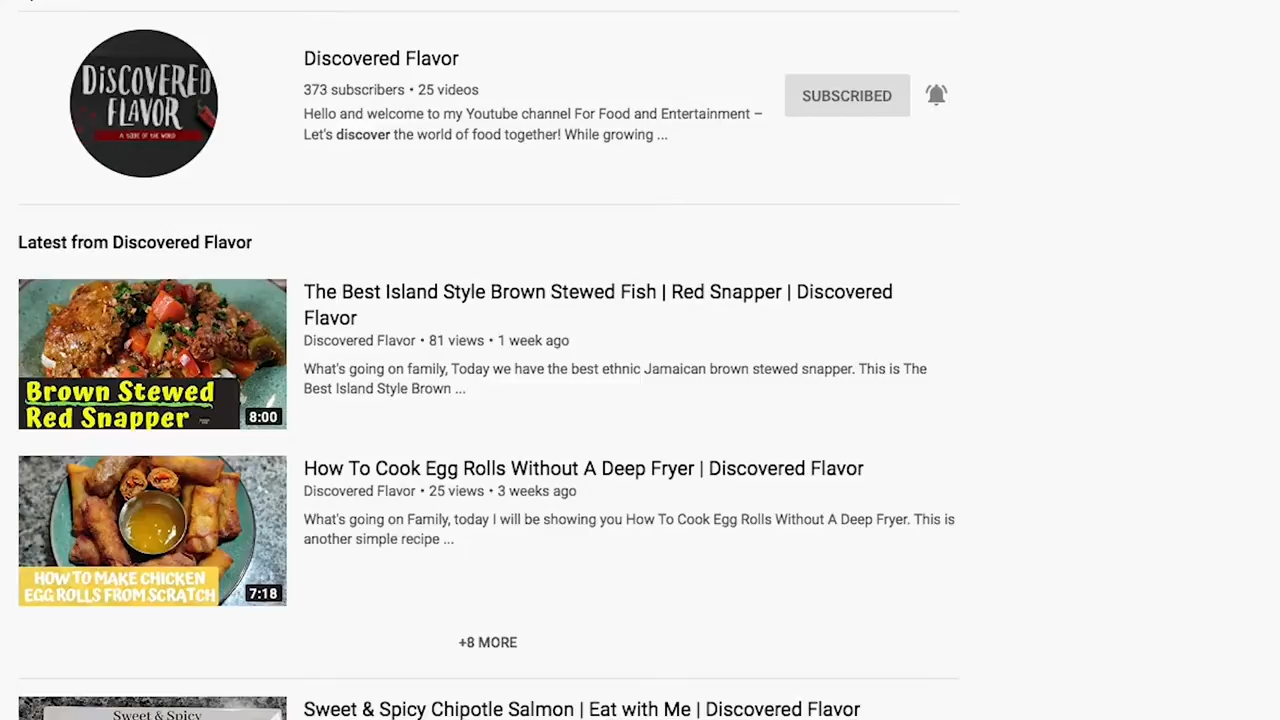 DiSCOVERED
FLAVOR
Discovered Flavor
373 subscribers • 25 videos
SUBSCRIBED
Hello and welcome to my Youtube channel For Food and Entertainment –
Let's discover the world of food together! While growing ...
Latest from Discovered Flavor
The Best Island Style Brown Stewed Fish | Red Snapper | Discovered
Flavor
Discovered Flavor • 81 views • 1 week ago
What's going on family, Today we have the best ethnic Jamaican brown stewed snapper. This is The
Best Island Style Brown ...
Brown Stewed
Red Snapper
8:00
How To Cook Egg Rolls Without A Deep Fryer | Discovered Flavor
Discovered Flavor • 25 views • 3 weeks ago
What's going on Family, today I will be showing you How To Cook Egg Rolls Without A Deep Fryer. This is
another simple recipe ...
HOW TO MAKE CHICKEN
EGG ROLLS FROM SCRATCH
7:18
+8 MORE
Sweet & Spicy
Sweet & Spicy Chipotle Salmon | Eat with Me | Discovered Flavor